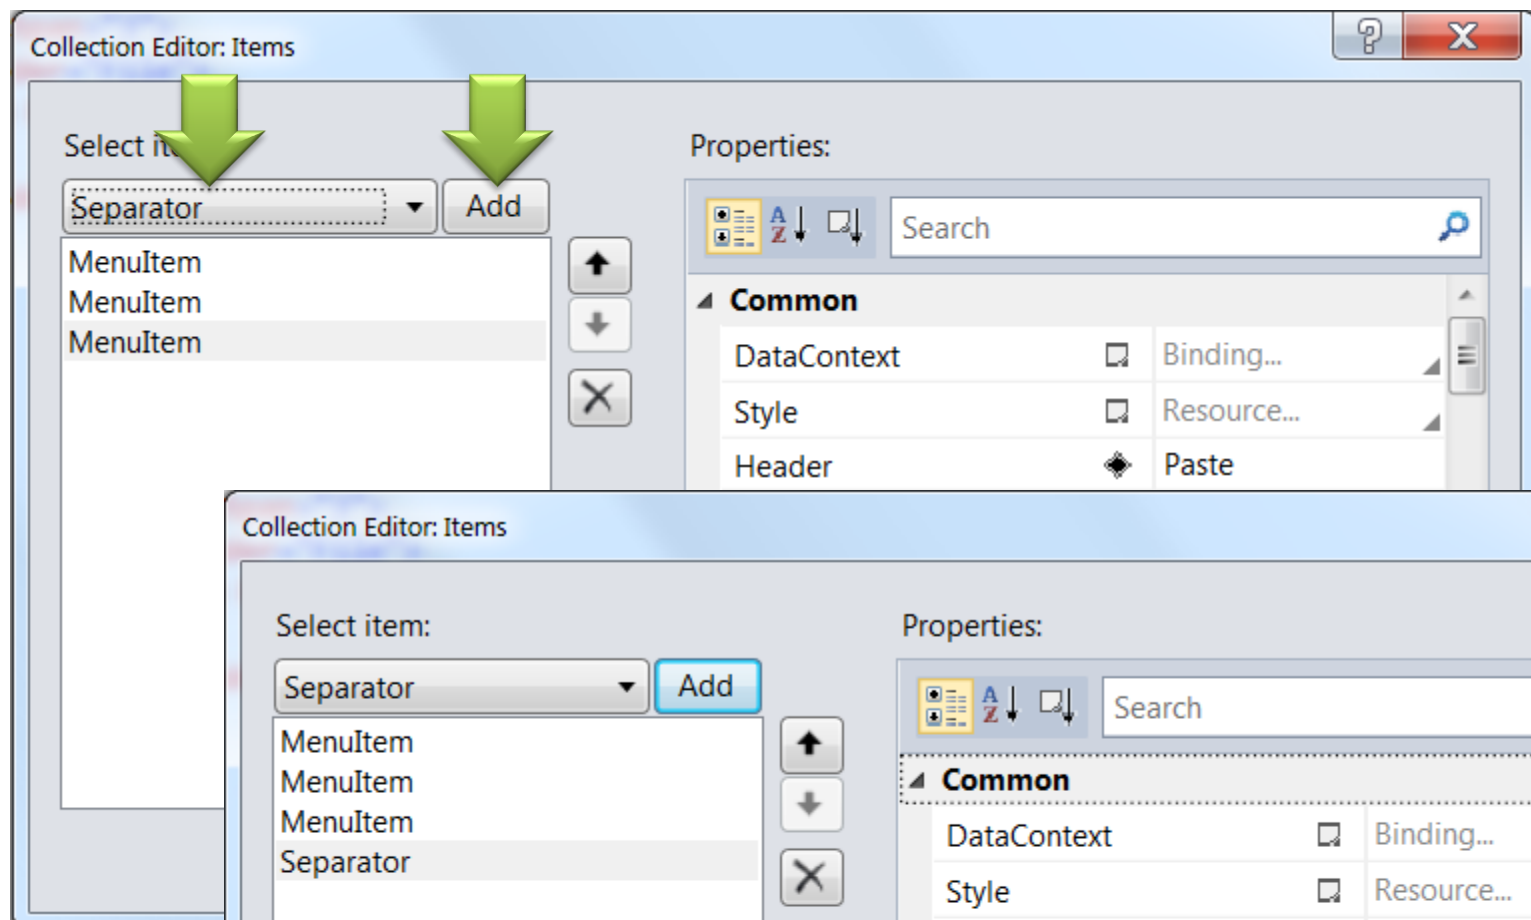 Collection Editor: Items
Select it
Properties:
Separator
Add
Search
MenuItem
MenuItem
MenuItem
Common
DataContext
Binding...
Style
Resource...
Header
Paste
Collection Editor: Items
Select item:
Properties:
Separator
Add
Search
MenuItem
MenuItem
MenuItem
Separator
Common
DataContext
Binding...
Style
Resource...